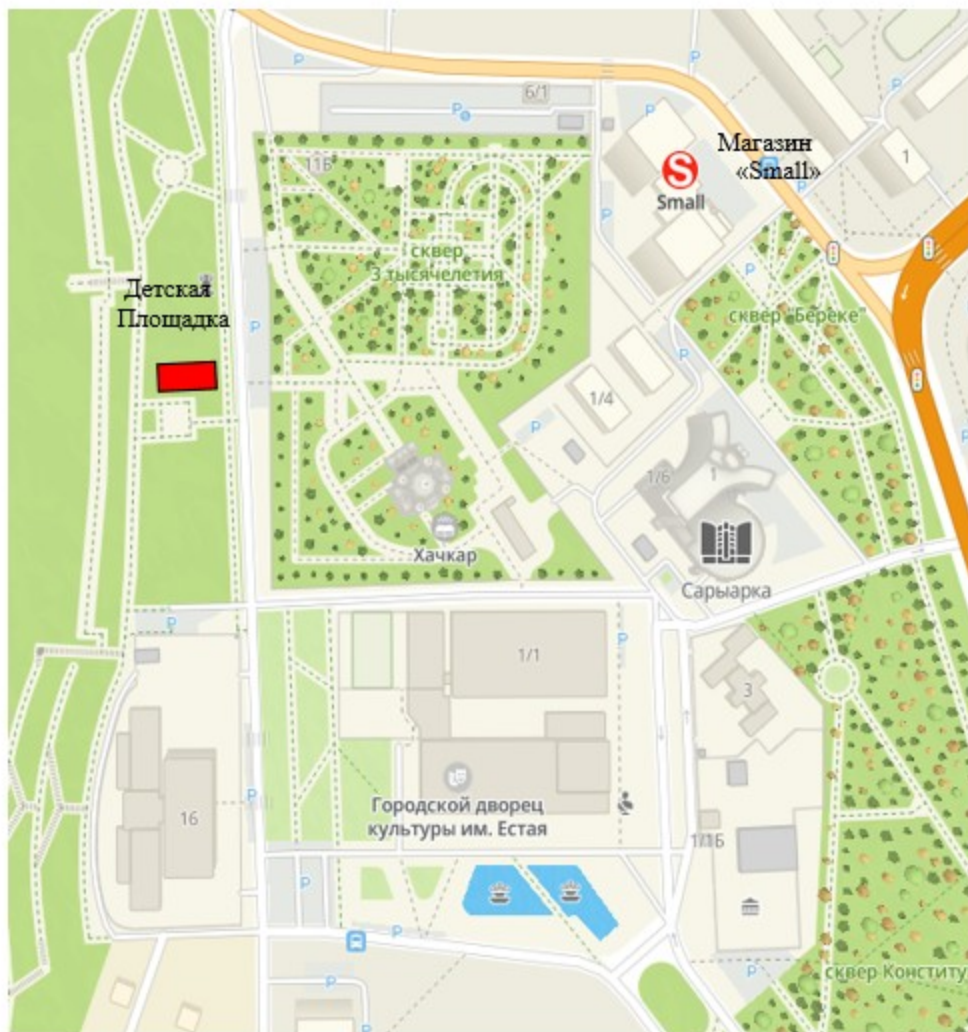 P
6/1
P
P
Магазин
«Small»
1
Small
11Б
P
P
сквер
3 тысячелетия
Детская
Площадка
сквер "Береке"
P
P
1/4
P
P
1/6
1
Хачкар
Сарыарка
P
1/1
P
3
16
P
Городской дворец
культуры им. Естая
1/1Б
P
P
P
сквер Конститу
P
P